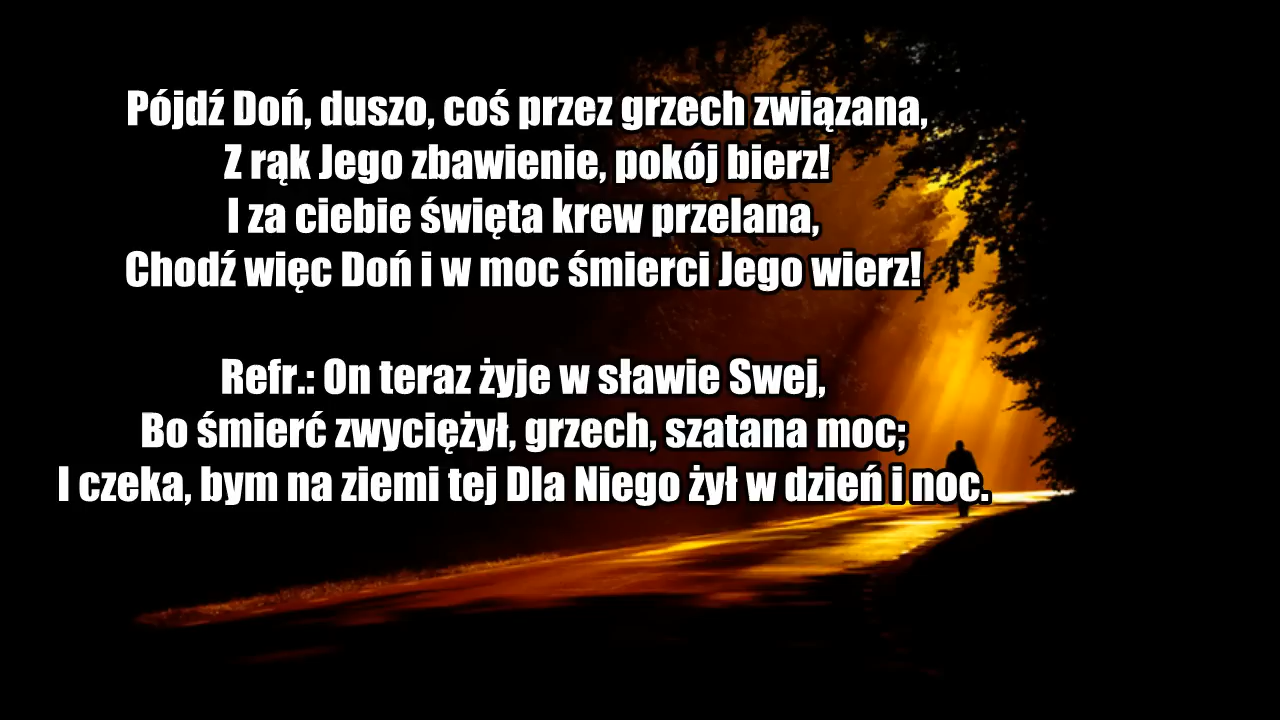 Pójdź Doń, duszo, coś przez grzech związana,
Z rąk Jego zbawienie, pokój bierz!
I za ciebie święta krew przelana,
Chodź więc Doń i w moc śmierci Jego wierz!
Refr.: On teraz żyje w sławie Swej,
Bo śmierć zwyciężył, grzech, szatana moc;
I czeka, bym na ziemi tej Dla Niego żył w dzień i noc.